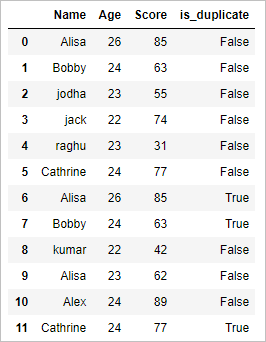 Name Age Score is_duplicate
0 Alisa 26 85 False
1 Bobby 24 63 False
2 jodha 23 55 False
3 jack 22 74 False
4 raghu 23 31 False
5 Cathrine 24 77 False
6 Alisa 26 85 True
7 Bobby 24 63 True
8 kumar 22 42 False
9 Alisa 23 62 False
10 Alex 24 89 False
11 Cathrine 24 77 True